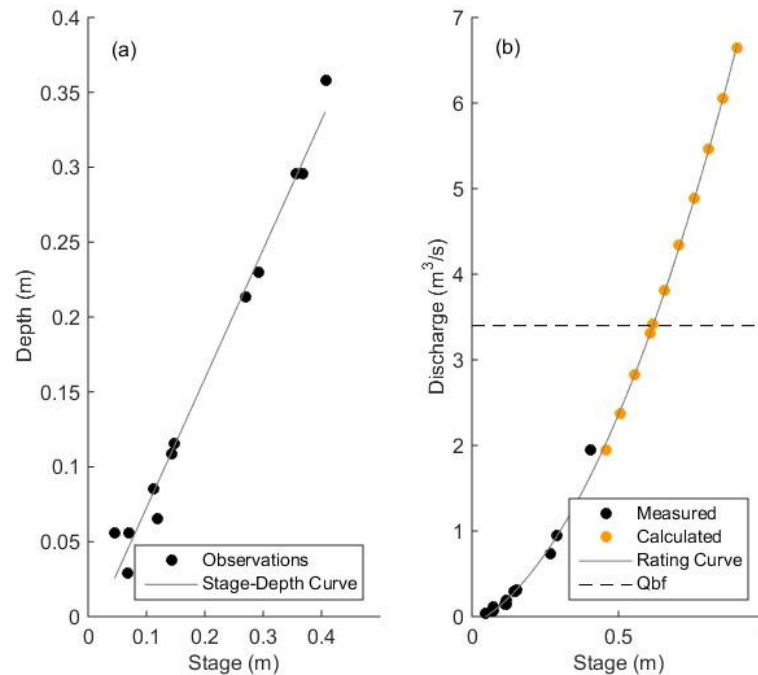 (a)
0.4
0.35
0.3
0.25
0.2
0.15
0.1
0.05
0
Depth (m)
0
0.1
0.2
0.3
0.4
Stage (m)
Observations
Stage-Depth Curve
(b)
7
6
5
4
3
2
1
0
Discharge (m³/s)
0
0.5
Stage (m)
Measured
Calculated
Rating Curve
Qbf